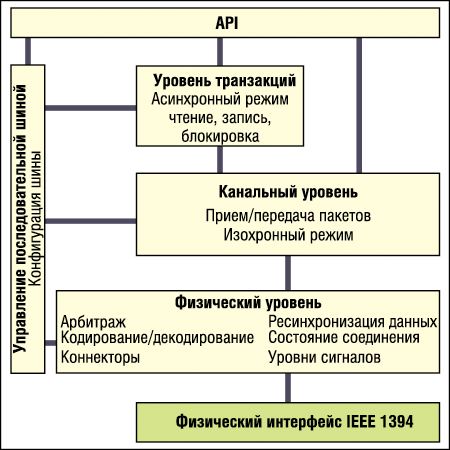 API
Управление последовательной шиной
Конфигурация шины
Уровень транзакций
Асинхронный режим
чтение, запись,
блокировка
Канальный уровень
Прием/передача пакетов
Изохронный режим
Физический уровень
Арбитраж
Кодирование/декодирование
Коннекторы
Ресинхронизация данных
Состояние соединения
Уровни сигналов
Физический интерфейс IEEE 1394